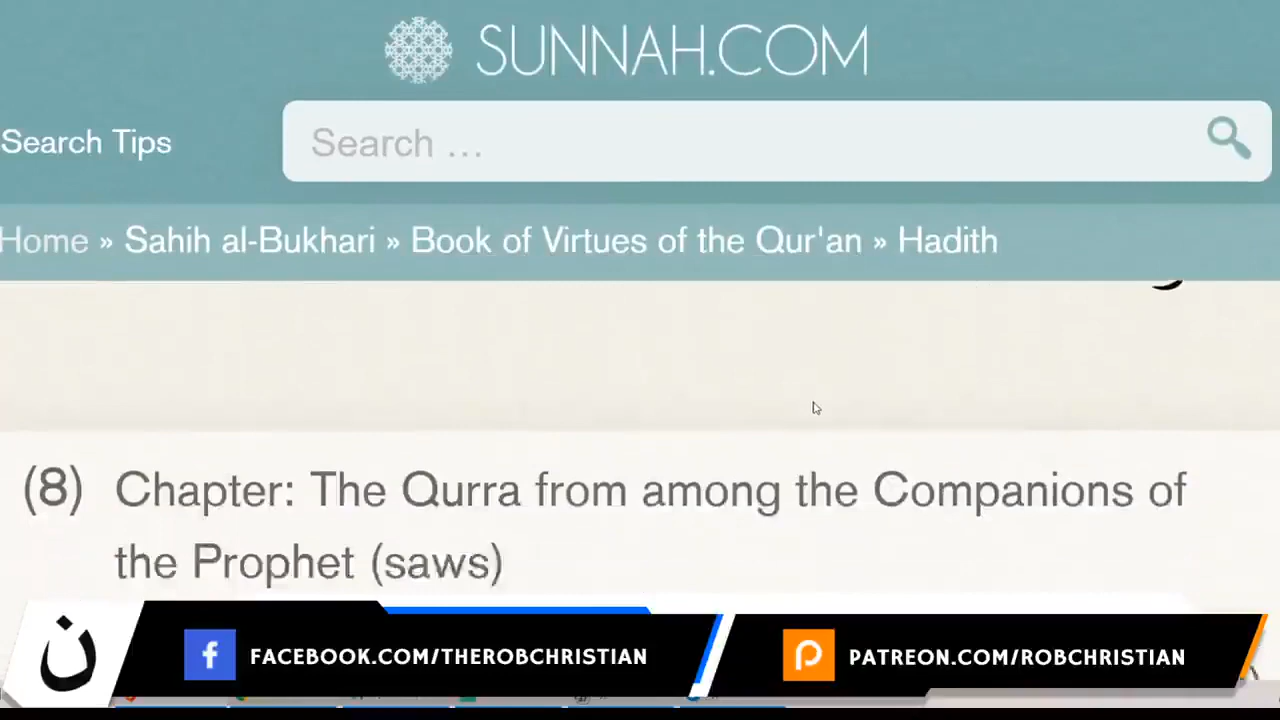 SUNNAH.COM
Search Tips
Search ...
Home » Sahih al-Bukhari » Book of Virtues of the Qur'an » Hadith
(8) Chapter: The Qurra from among the Companions of
the Prophet (saws)
ن
f FACEBOOK.COM/THEROBCHRISTIAN
PATREON.COM/ROBCHRISTIAN